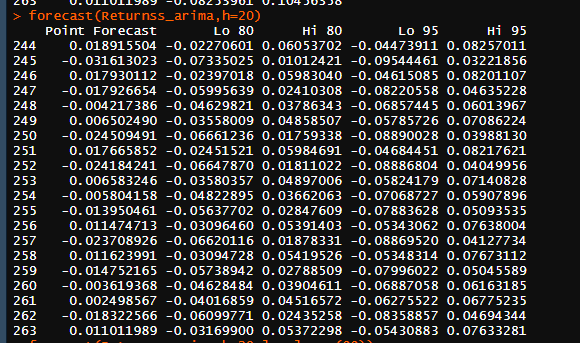 263 0.011011989 -0.08253961 0.10456358
> forecast(Returnss_arima,h=20)
Point Forecast Lo 80 Hi 80 Lo 95 Hi 95
244 0.018915504 -0.02270601 0.06053702 -0.04473911 0.08257011
245 -0.031613023 -0.07335025 0.01012421 -0.09544461 0.03221856
246 0.017930112 -0.02397018 0.05983040 -0.04615085 0.08201107
247 -0.017926654 -0.05995639 0.02410308 -0.08220558 0.04635228
248 -0.004217386 -0.04629821 0.03786343 -0.06857445 0.06013967
249 0.006502490 -0.03558009 0.04858507 -0.05785726 0.07086224
250 -0.024509491 -0.06661236 0.01759338 -0.08890028 0.03988130
251 0.017665852 -0.02451521 0.05984691 -0.04684451 0.08217621
252 -0.024184241 -0.06647870 0.01811022 -0.08886804 0.04049956
253 0.006583246 -0.03580357 0.04897006 -0.05824179 0.07140828
254 -0.005804158 -0.04822895 0.03662063 -0.07068727 0.05907896
255 -0.013950461 -0.05637702 0.02847609 -0.07883628 0.05093535
256 0.011474713 -0.03096460 0.05391403 -0.05343062 0.07638004
257 -0.023708926 -0.06620116 0.01878331 -0.08869520 0.04127734
258 0.011623991 -0.03094728 0.05419526 -0.05348314 0.07673112
259 -0.014752165 -0.05738942 0.02788509 -0.07996022 0.05045589
260 -0.003619368 -0.04628484 0.03904611 -0.06887058 0.06163185
261 0.002498567 -0.04016859 0.04516572 -0.06275522 0.06775235
262 -0.018322566 -0.06099771 0.02435258 -0.08358857 0.04694344
263 0.011011989 -0.03169900 0.05372298 -0.05430883 0.07633281